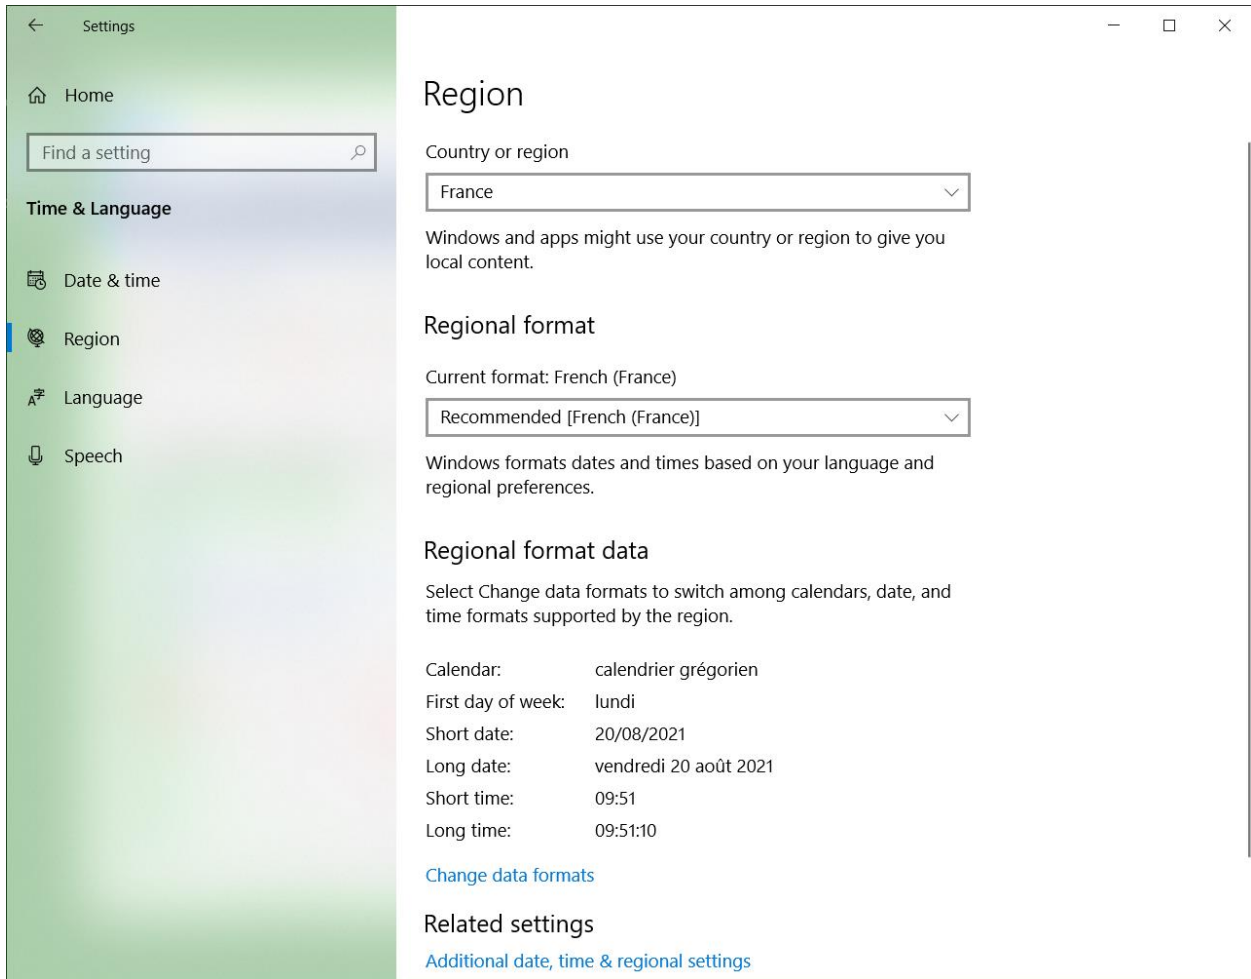 Settings
Home
Find a setting
Time & Language
Date & time
Region
Language
Speech
Region
Country or region
France
Windows and apps might use your country or region to give you
local content.
Regional format
Current format: French (France)
Recommended [French (France)]
Windows formats dates and times based on your language and
regional preferences.
Regional format data
Select Change data formats to switch among calendars, date, and
time formats supported by the region.
Calendar: calendrier grégorien
First day of week: lundi
Short date: 20/08/2021
Long date: vendredi 20 août 2021
Short time: 09:51
Long time: 09:51:10
Change data formats
Related settings
Additional date, time & regional settings